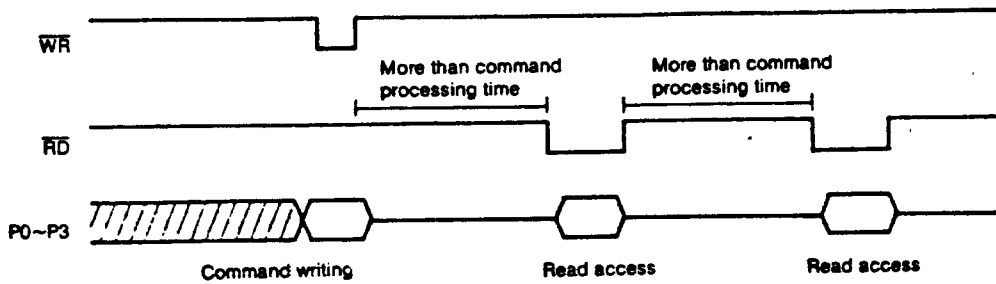 WR
More than command
processing time
More than command
processing time
RD
P0~P3
Command writing
Read access
Read access